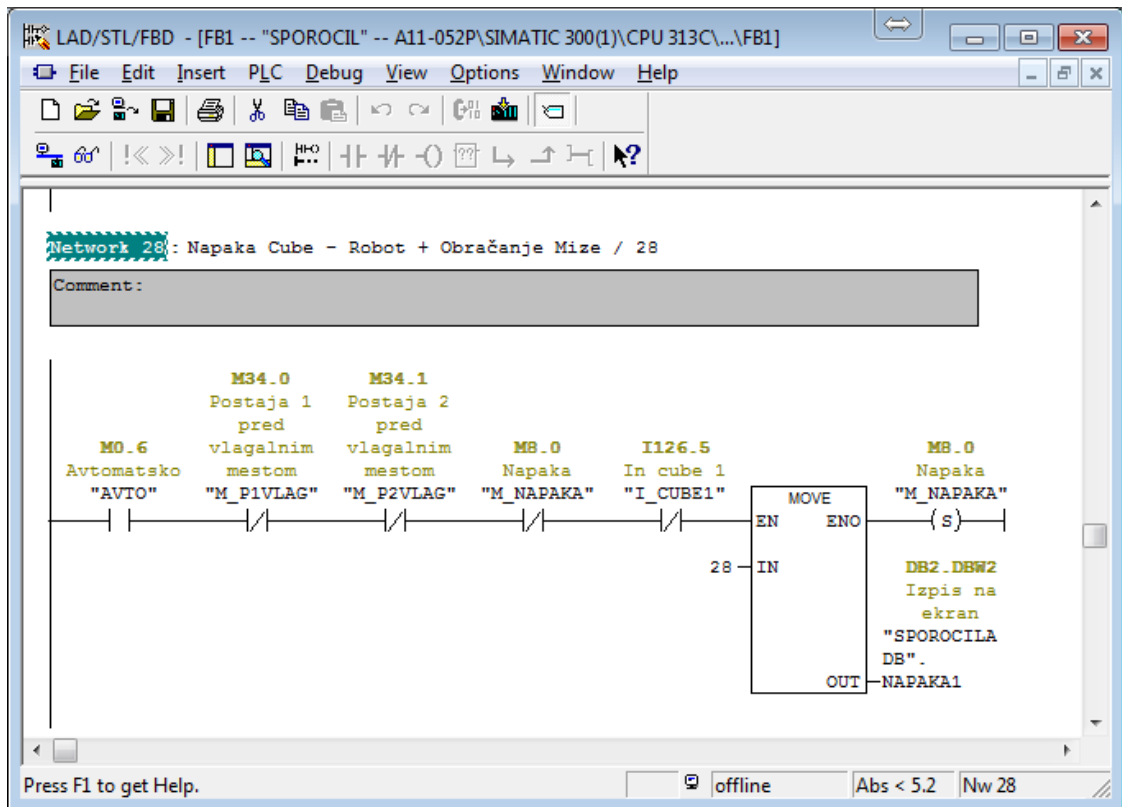 LAD/STL/FBD - [FB1 -- "SPOROCIL" -- A11-052P\SIMATIC 300(1)\CPU 313C\...\FB1]
File Edit Insert PLC Debug View Options Window Help
Network 28: Napaka Cube - Robot + Obračanje Mize / 28
Comment:
M34.0 M34.1
Postaja 1 Postaja 2
pred pred
M0.6 vlagalnim vlagalnim M8.0 I126.5 M8.0
Avtomatsko mestom mestom Napaka In cube 1 Napaka
"AVTO" "M_P1VLAG" "M_P2VLAG" "M_NAPAKA" "I_CUBE1" MOVE "M_NAPAKA"
EN ENO S
28 IN DB2.DBW2
Izpis na
ekran
"SPOROCILA
DB".
OUT NAPAKA1
Press F1 to get Help. offline Abs < 5.2 Nw 28